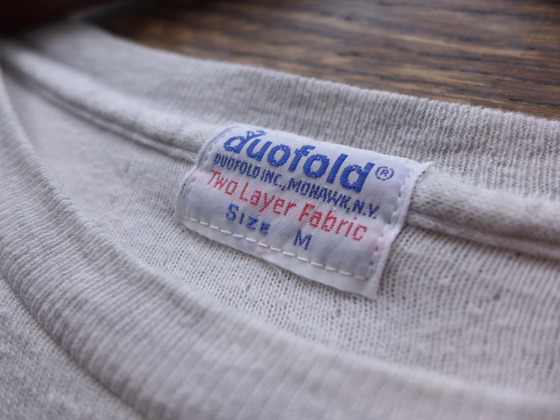 duofold®
DUOFOLD INC., MOHAWK, N.Y.
Two Layer Fabric
SIZE M